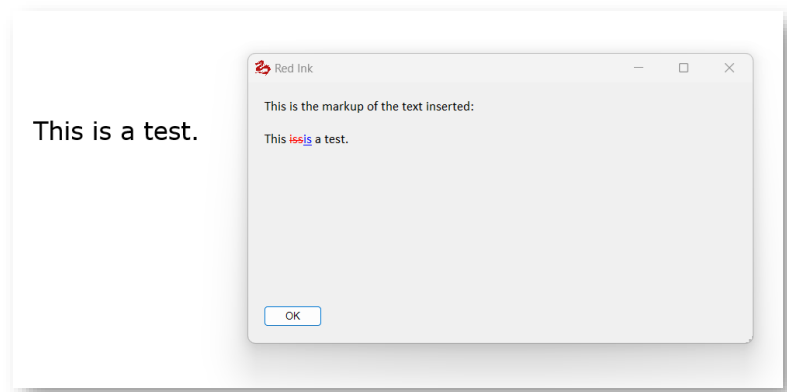 This is a test.
Red Ink
This is the markup of the text inserted:
This issis a test.
OK